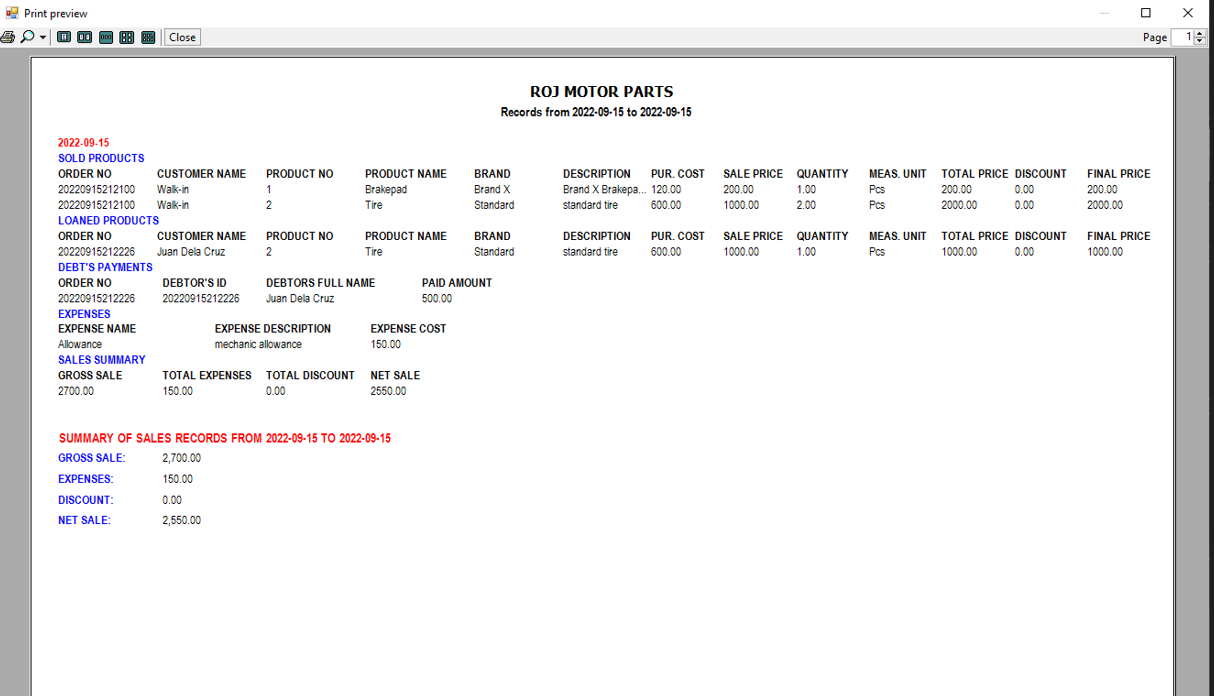 Print preview
Close Page 1
ROJ MOTOR PARTS
Records from 2022-09-15 to 2022-09-15
2022-09-15
SOLD PRODUCTS
ORDER NO CUSTOMER NAME PRODUCT NO PRODUCT NAME BRAND DESCRIPTION PUR. COST SALE PRICE QUANTITY MEAS. UNIT TOTAL PRICE DISCOUNT FINAL PRICE
20220915212100 Walk-in 1 Brakepad Brand X Brand X Brakepa... 120.00 200.00 1.00 Pcs 200.00 0.00 200.00
20220915212100 Walk-in 2 Tire Standard standard tire 600.00 1000.00 2.00 Pcs 2000.00 0.00 2000.00
LOANED PRODUCTS
ORDER NO CUSTOMER NAME PRODUCT NO PRODUCT NAME BRAND DESCRIPTION PUR. COST SALE PRICE QUANTITY MEAS. UNIT TOTAL PRICE DISCOUNT FINAL PRICE
20220915212226 Juan Dela Cruz 2 Tire Standard standard tire 600.00 1000.00 1.00 Pcs 1000.00 0.00 1000.00
DEBT'S PAYMENTS
ORDER NO DEBTOR'S ID DEBTORS FULL NAME PAID AMOUNT
20220915212226 20220915212226 Juan Dela Cruz 500.00
EXPENSES
EXPENSE NAME EXPENSE DESCRIPTION EXPENSE COST
Allowance mechanic allowance 150.00
SALES SUMMARY
GROSS SALE TOTAL EXPENSES TOTAL DISCOUNT NET SALE
2700.00 150.00 0.00 2550.00
SUMMARY OF SALES RECORDS FROM 2022-09-15 TO 2022-09-15
GROSS SALE: 2,700.00
EXPENSES: 150.00
DISCOUNT: 0.00
NET SALE: 2,550.00